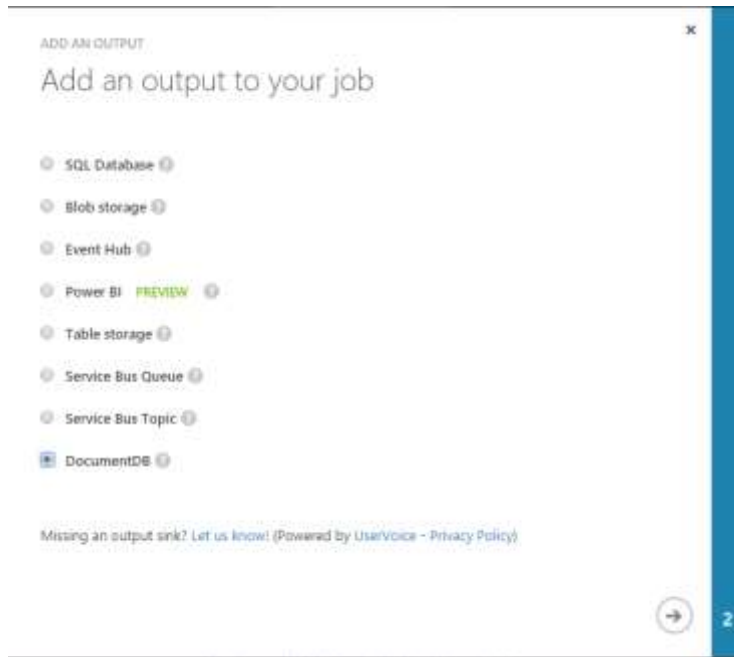 ADD AN OUTPUT
Add an output to your job
SQL Database
Blob storage
Event Hub
Power BI PREVIEW
Table storage
Service Bus Queue
Service Bus Topic
DocumentDB
Missing an output sink? Let us know! (Powered by UserVoice - Privacy Policy)
2